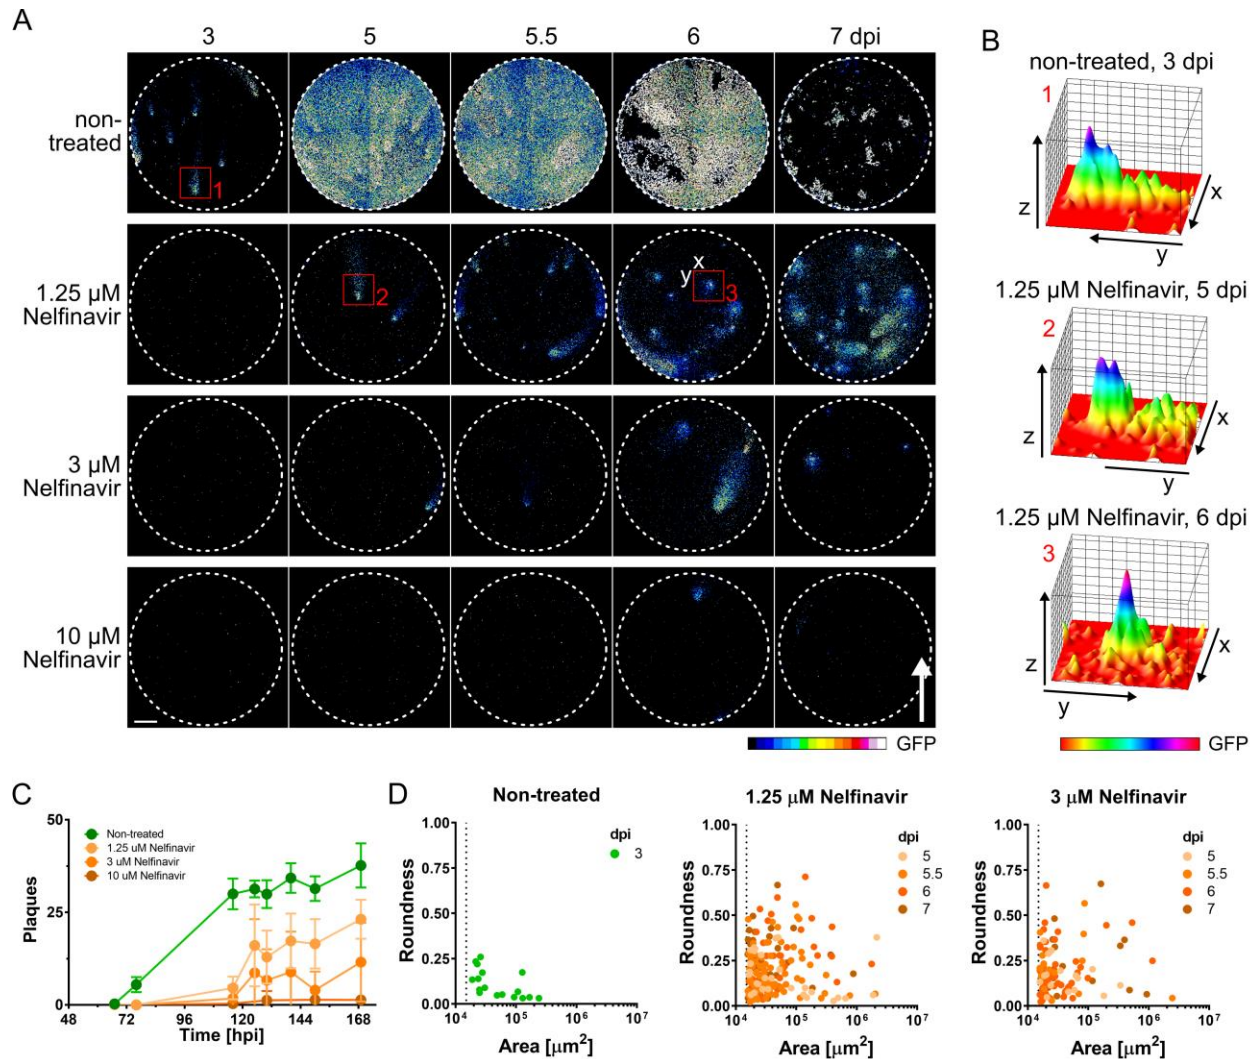 A
3
5
5.5
6
7 dpi
non-
treated
1
1.25 µM
Nelfinavir
2
x
y
3
3 µM
Nelfinavir
10 µM
Nelfinavir
GFP
B
non-treated, 3 dpi
1
z
x
y
1.25 µM Nelfinavir, 5 dpi
2
z
x
y
1.25 µM Nelfinavir, 6 dpi
3
z
x
y
GFP
C
Plaques
50
25
0
Non-treated
1.25 uM Nelfinavir
3 uM Nelfinavir
10 uM Nelfinavir
48 72 96 120 144 168
Time [hpi]
D
Non-treated
dpi
3
Roundness
1.00
0.75
0.50
0.25
0.00
10⁴ 10⁵ 10⁶ 10⁷
Area [µm²]
1.25 µM Nelfinavir
dpi
5
5.5
6
7
Roundness
1.00
0.75
0.50
0.25
0.00
10⁴ 10⁵ 10⁶ 10⁷
Area [µm²]
3 µM Nelfinavir
dpi
5
5.5
6
7
Roundness
1.00
0.75
0.50
0.25
0.00
10⁴ 10⁵ 10⁶ 10⁷
Area [µm²]